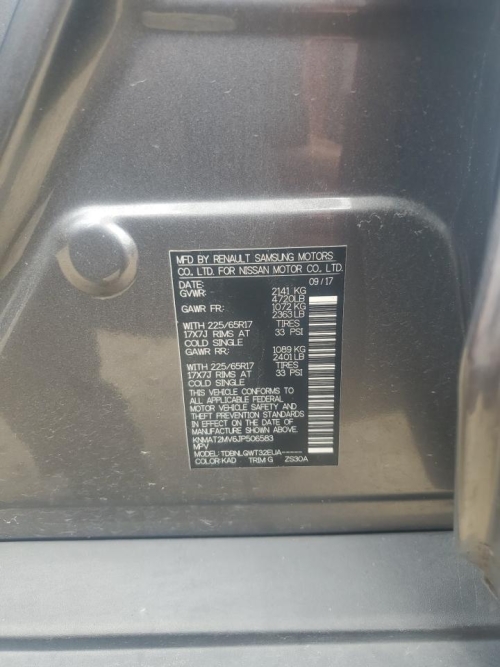 MFD BY RENAULT SAMSUNG MOTORS
CO., LTD. FOR NISSAN MOTOR CO., LTD.
DATE: 09/17
GVWR: 2141 KG
4720LB
GAWR FR: 1072 KG
2363LB
WITH 225/65R17 TIRES
17X7J RIMS AT 33 PSI
COLD SINGLE
GAWR RR: 1089 KG
2401LB
WITH 225/65R17 TIRES
17X7J RIMS AT 33 PSI
COLD SINGLE
THIS VEHICLE CONFORMS TO
ALL APPLICABLE FEDERAL
MOTOR VEHICLE SAFETY AND
THEFT PREVENTION STANDARDS
IN EFFECT ON THE DATE OF
MANUFACTURE SHOWN ABOVE.
KNMAT2MV6JP506583
MPV
MODEL: TDBNLGWT32EUA-----
COLOR:KAD TRIM:G ZS30A